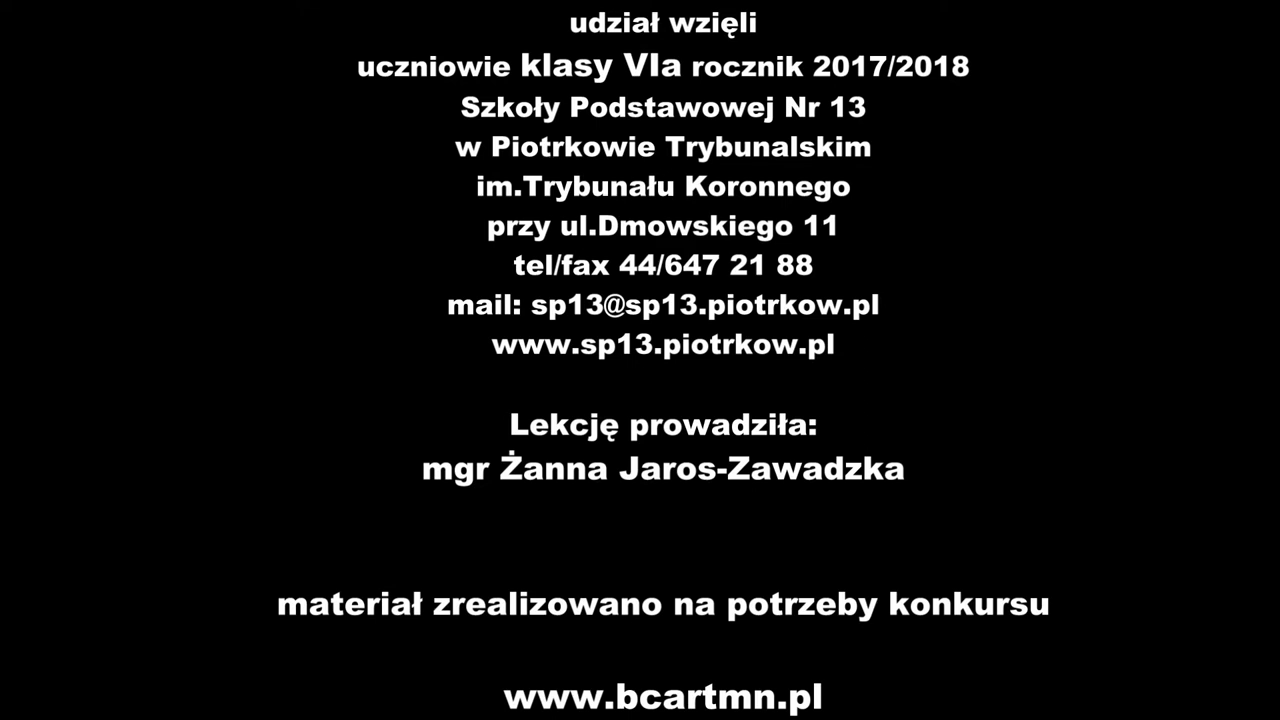 udział wzięli
uczniowie klasy VIa rocznik 2017/2018
Szkoły Podstawowej Nr 13
w Piotrkowie Trybunalskim
im.Trybunału Koronnego
przy ul.Dmowskiego 11
tel/fax 44/647 21 88
mail: sp13@sp13.piotrkow.pl
www.sp13.piotrkow.pl
Lekcję prowadziła:
mgr Żanna Jaros-Zawadzka
materiał zrealizowano na potrzeby konkursu
www.bcartmn.pl